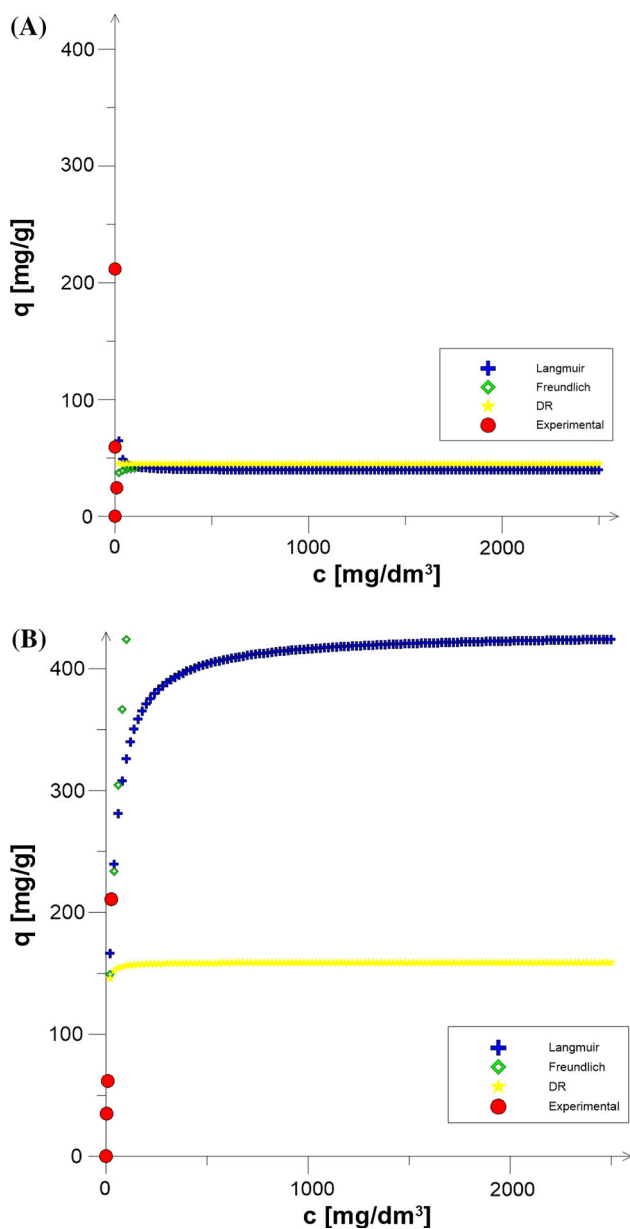 (A)
400
300
200
100
0
q [mg/g]
Langmuir
Freundlich
DR
Experimental
0 1000 2000
c [mg/dm³]
(B)
400
300
200
100
0
q [mg/g]
Langmuir
Freundlich
DR
Experimental
0 1000 2000
c [mg/dm³]